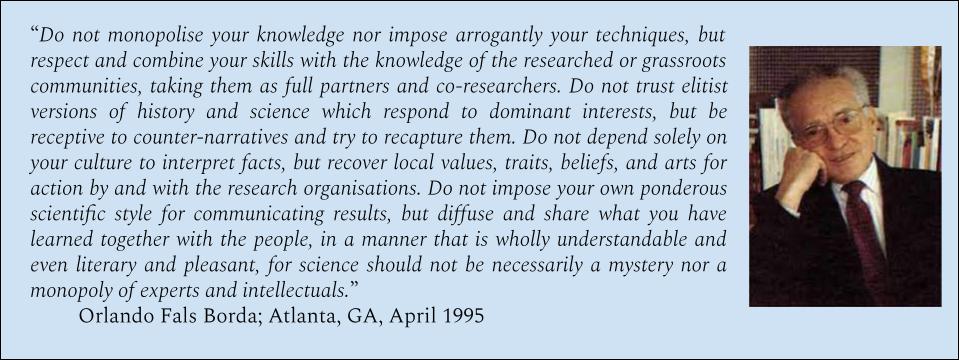 “Do not monopolise your knowledge nor impose arrogantly your techniques, but
respect and combine your skills with the knowledge of the researched or grassroots
communities, taking them as full partners and co-researchers. Do not trust elitist
versions of history and science which respond to dominant interests, but be
receptive to counter-narratives and try to recapture them. Do not depend solely on
your culture to interpret facts, but recover local values, traits, beliefs, and arts for
action by and with the research organisations. Do not impose your own ponderous
scientific style for communicating results, but diffuse and share what you have
learned together with the people, in a manner that is wholly understandable and
even literary and pleasant, for science should not be necessarily a mystery nor a
monopoly of experts and intellectuals.”
Orlando Fals Borda; Atlanta, GA, April 1995